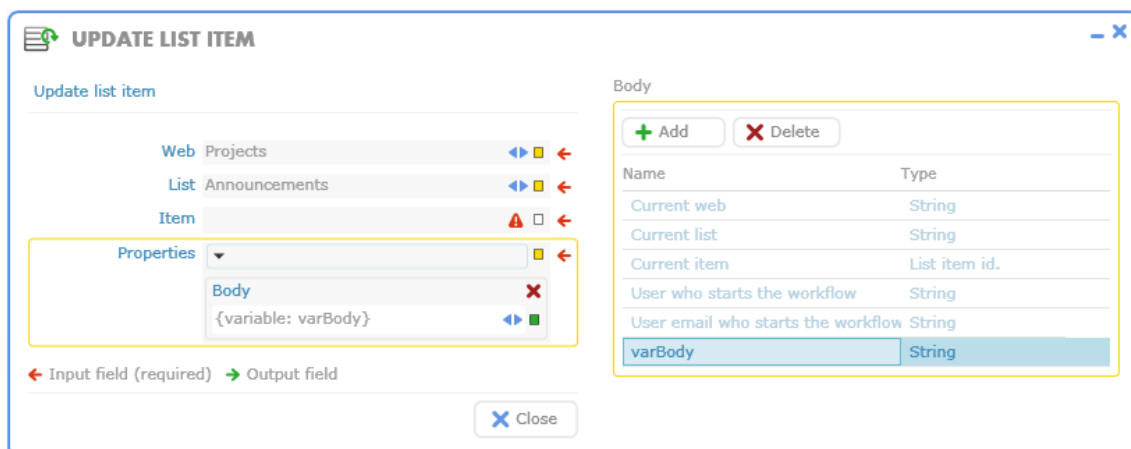 UPDATE LIST ITEM
Update list item
Web Projects
List Announcements
Item
Properties
Body
{variable: varBody}
Input field (required) Output field
Close
Body
Add Delete
Name Type
Current web String
Current list String
Current item List item id.
User who starts the workflow String
User email who starts the workflow String
varBody String